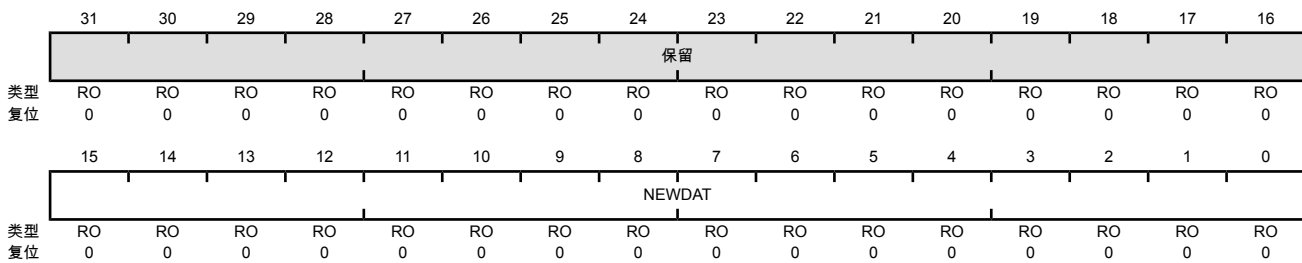 31 30 29 28 27 26 25 24 23 22 21 20 19 18 17 16
保留
类型 RO RO RO RO RO RO RO RO RO RO RO RO RO RO RO RO
复位 0 0 0 0 0 0 0 0 0 0 0 0 0 0 0 0
15 14 13 12 11 10 9 8 7 6 5 4 3 2 1 0
NEWDAT
类型 RO RO RO RO RO RO RO RO RO RO RO RO RO RO RO RO
复位 0 0 0 0 0 0 0 0 0 0 0 0 0 0 0 0